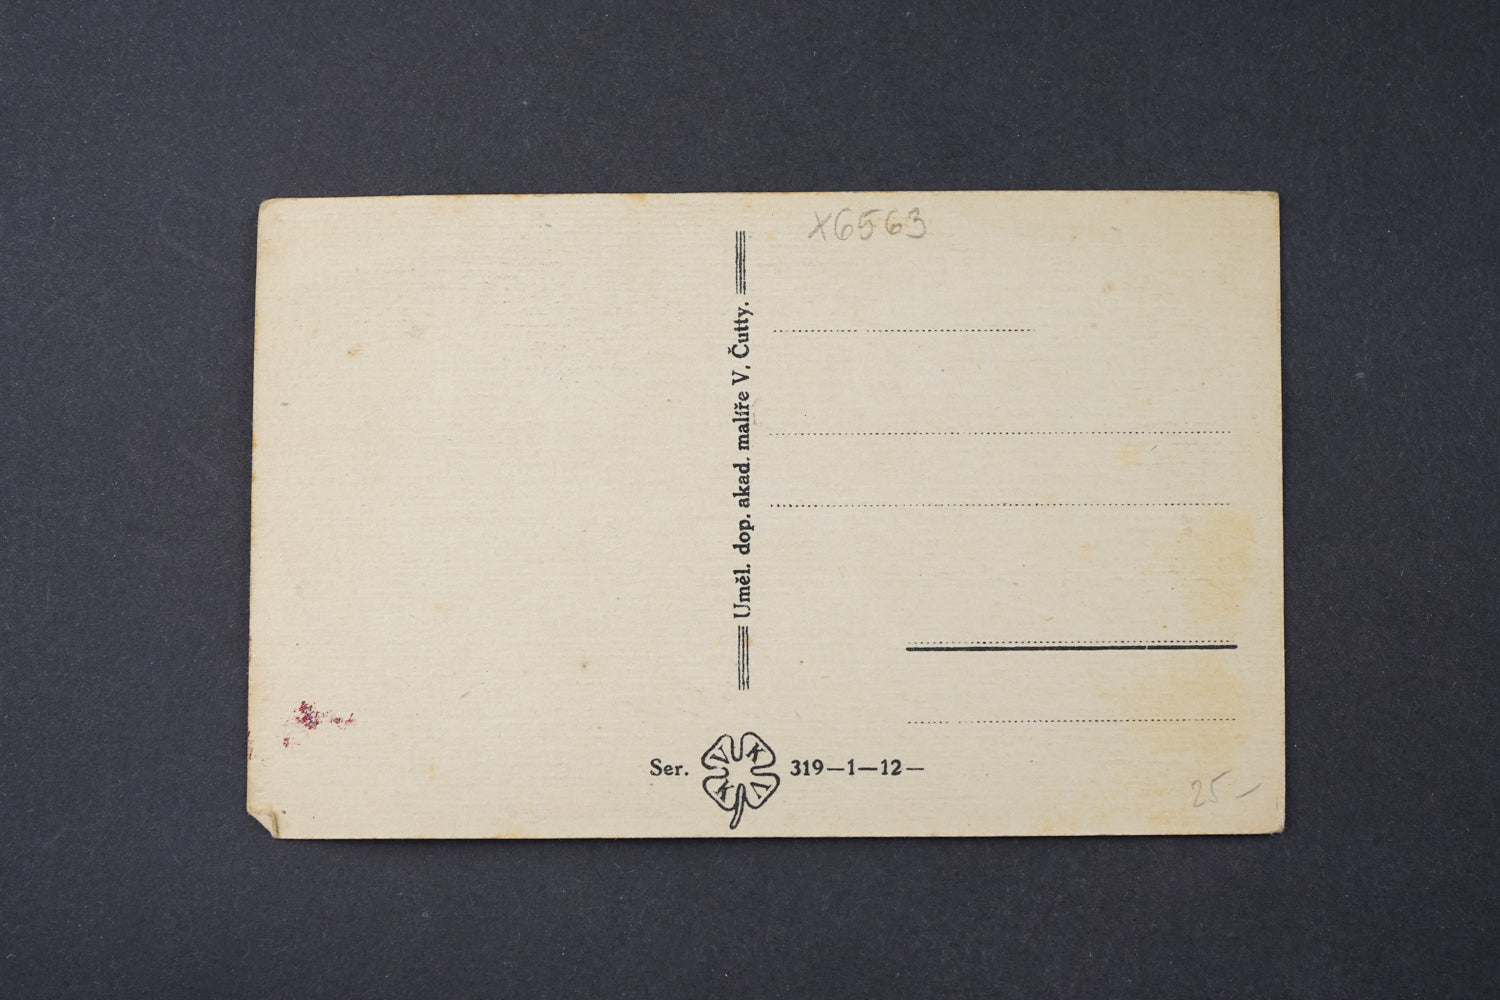 X6563
Uměl. dop. akad. malíře V. Čutty.
Ser. V K K V 319—1—12—
25—